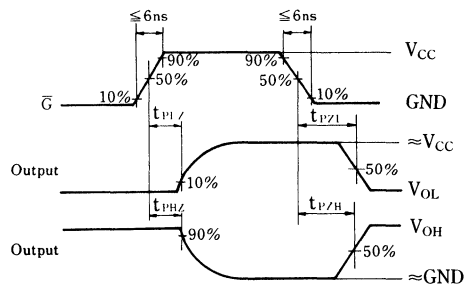 ≦6ns ≦6ns
90% 90% V_CC
50% 50%
G̅ 10% 10% GND
t_PLZ t_PZL
≈V_CC
Output 10% 50%
V_OL
t_PHZ t_PZH V_OH
90%
Output 50%
≈GND